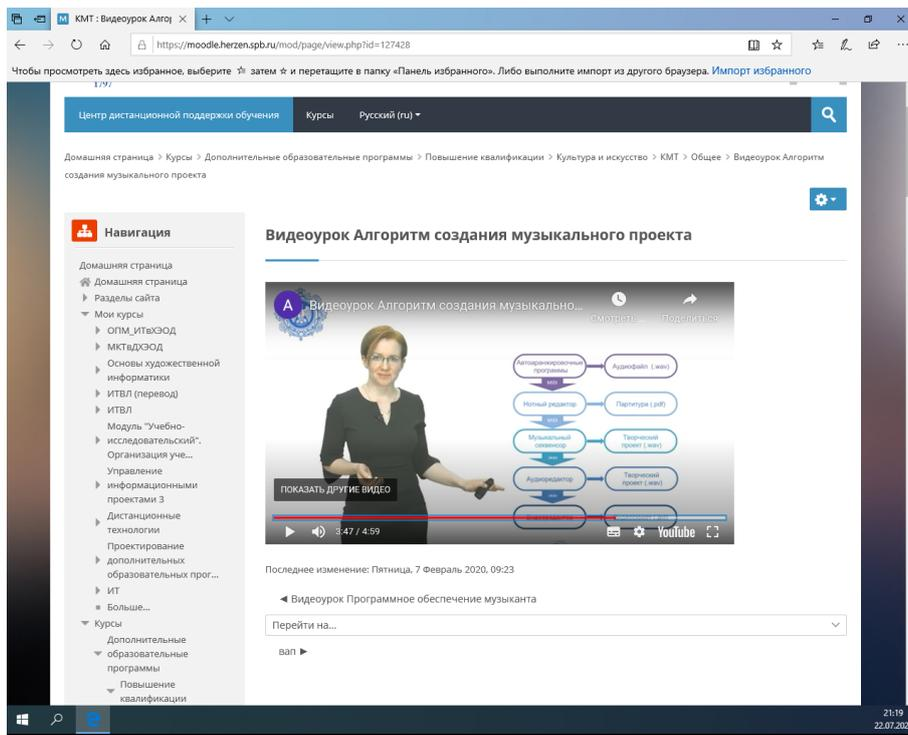 КМТ : Видеоурок Алгор
https://moodle.herzen.spb.ru/mod/page/view.php?id=127428
Чтобы просмотреть здесь избранное, выберите затем и перетащите в папку «Панель избранного». Либо выполните импорт из другого браузера. Импорт избранного
1797
Центр дистанционной поддержки обучения Курсы Русский (ru)
Домашняя страница > Курсы > Дополнительные образовательные программы > Повышение квалификации > Культура и искусство > КМТ > Общее > Видеоурок Алгоритм
создания музыкального проекта
Навигация
Домашняя страница
Домашняя страница
Разделы сайта
Мои курсы
ОПМ_ИТвХЭОД
МКТвДХЭОД
Основы художественной
информатики
ИТВЛ (перевод)
ИТВЛ
Модуль "Учебно-
исследовательский".
Организация уче...
Управление
информационными
проектами 3
Дистанционные
технологии
Проектирование
дополнительных
образовательных прог...
ИТ
Больше...
Курсы
Дополнительные
образовательные
программы
Повышение
квалификации
Видеоурок Алгоритм создания музыкального проекта
А Видеоурок Алгоритм создания музыкально...
Смотреть... Поделиться
Автоаранжировочные
программы
Аудиофайл (.wav)
MIDI
Нотный редактор Партитура (.pdf)
MIDI
Музыкальный
секвенсор
Творческий
проект (.wav)
Аудиоредактор
Творческий
проект (.wav)
ПОКАЗАТЬ ДРУГИЕ ВИДЕО
3:47 / 4:59 YouTube
Последнее изменение: Пятница, 7 Февраль 2020, 09:23
◄ Видеоурок Программное обеспечение музыканта
Перейти на...
вап ►
21:19
22.07.202